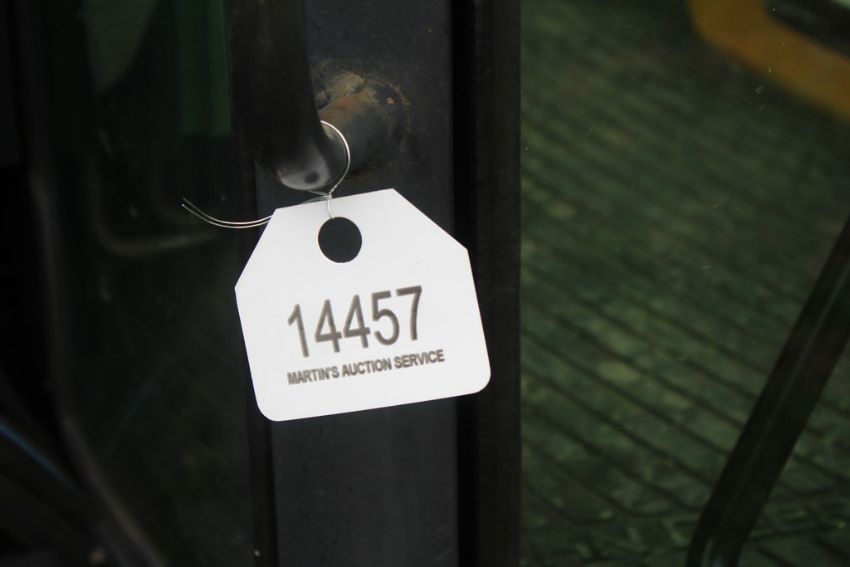 14457
MARTIN'S AUCTION SERVICE